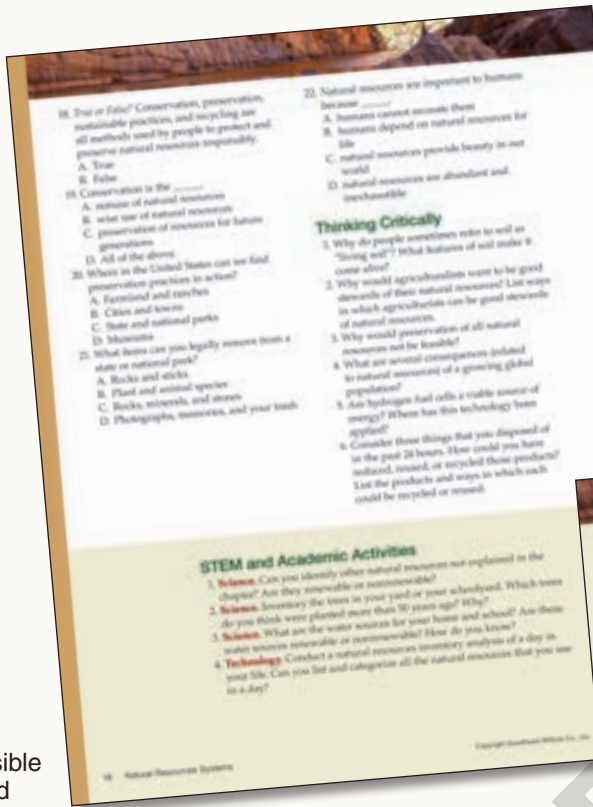 18. True or False? Conservation, preservation,
sustainable practices, and recycling are
all methods used by people to protect and
preserve natural resources responsibly.
A. True
B. False
19. Conservation is the
A. nonuse of natural resources
B. wise use of natural resources
C. preservation of resources for future
generations
D. All of the above.
20. Where in the United States can we find
preservation practices in action?
A. Farmland and ranches
B. Cities and towns
C. State and national parks
D. Museums
21. What items can you legally remove from a
state or national park?
A. Rocks and sticks
B. Plant and animal species
C. Rocks, minerals, and stones
D. Photographs, memories, and your trash
22. Natural resources are important to humans
because
A. humans cannot recreate them
B. humans depend on natural resources for
life
C. natural resources provide beauty in our
world
D. natural resources are abundant and
inexhaustible
Thinking Critically
1. Why do people sometimes refer to soil as
"living soil"? What features of soil make it
come alive?
2. Why would agriculturalists want to be good
stewards of their natural resources? List ways
in which agriculturalists can be good stewards
of natural resources.
3. Why would preservation of all natural
resources not be feasible?
4. What are several consequences (related
to natural resources) of a growing global
population?
5. Are hydrogen fuel cells a viable source of
energy? Where has this technology been
applied?
6. Consider three things that you disposed of
in the past 24 hours. How could you have
reduced, reused, or recycled those products?
List the products and ways in which each
could be recycled or reused.
STEM and Academic Activities
1. Science. Can you identify other natural resources not explained in the
chapter? Are they renewable or nonrenewable?
2. Science. Inventory the trees in your yard or your schoolyard. Which trees
do you think were planted more than 50 years ago? Why?
3. Science. What are the water sources for your home and school? Are these
water sources renewable or nonrenewable? How do you know?
4. Technology. Conduct a natural resources inventory analysis of a day in
your life. Can you list and categorize all the natural resources that you use
in a day?
Natural Resources Systems
Copyright Goodheart-Willcox Co., Inc.
sible
d